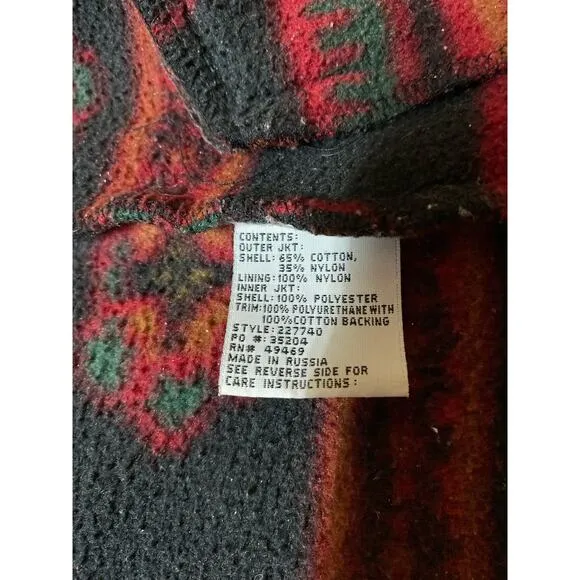 CONTENTS:
OUTER JKT:
SHELL: 65% COTTON,
35% NYLON
LINING:100% NYLON
INNER JKT:
SHELL:100% POLYESTER
TRIM:100% POLYURETHANE WITH
100%COTTON BACKING
STYLE: 227740
PO #: 35204
RN# 49469
MADE IN RUSSIA
SEE REVERSE SIDE FOR
CARE INSTRUCTIONS: